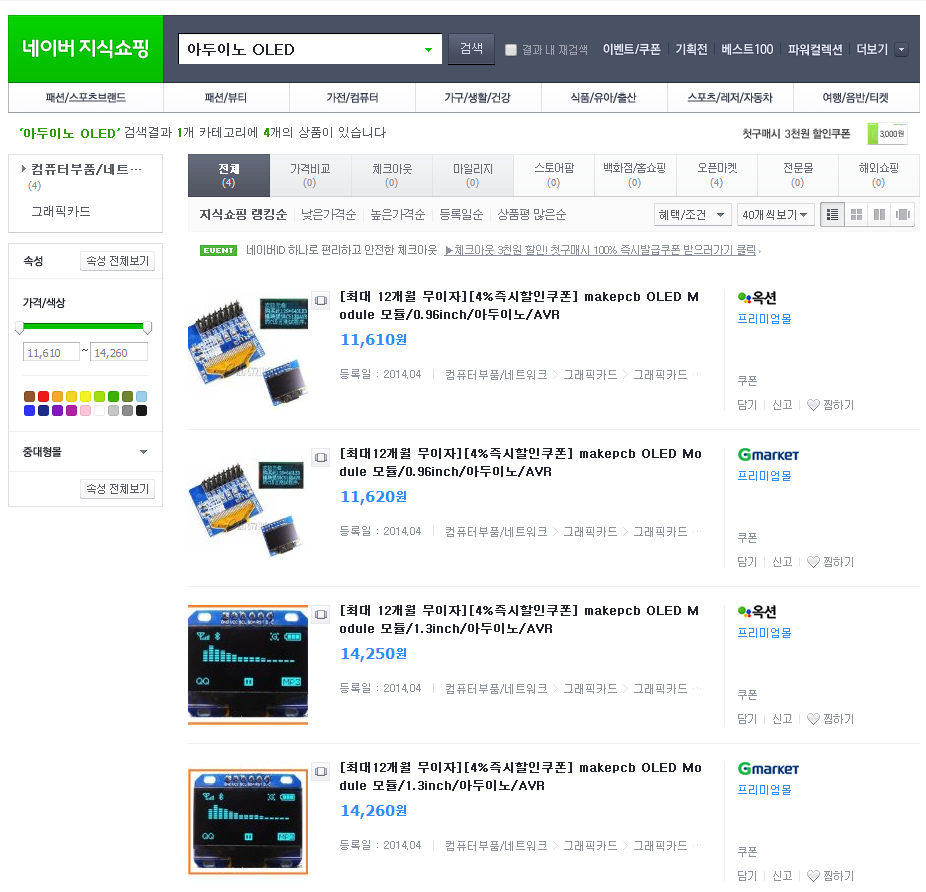 네이버 지식쇼핑
아두이노 OLED
검색
결과 내 재검색
이벤트/쿠폰 기획전 베스트100 파워컬렉션 더보기
패션/스포츠브랜드 패션/뷰티 가전/컴퓨터 가구/생활/건강 식품/유아/출산 스포츠/레저/자동차 여행/음반/티켓
‘아두이노 OLED’ 검색결과 1개 카테고리에 4개의 상품이 있습니다
첫구매시 3천원 할인쿠폰 3,000원
컴퓨터부품/네트…
(4)
그래픽카드
속성 속성 전체보기
가격/색상
11,610 ~ 14,260
중대형몰
속성 전체보기
전체 가격비교 체크아웃 마일리지 스토어팜 백화점/홈쇼핑 오픈마켓 전문몰 해외쇼핑
(4) (0) (0) (0) (0) (0) (4) (0) (0)
지식쇼핑 랭킹순 낮은가격순 높은가격순 등록일순 상품평 많은순
혜택/조건 40개씩보기
EVENT 네이버ID 하나로 편리하고 안전한 체크아웃 ▶체크아웃 3천원 할인! 첫구매시 100% 즉시발급쿠폰 받으러가기 클릭
[최대 12개월 무이자][4%즉시할인쿠폰] makepcb OLED M
odule 모듈/0.96inch/아두이노/AVR
11,610원
등록일 : 2014.04 컴퓨터부품/네트워크 > 그래픽카드 > 그래픽카드 …
옥션
프리미엄몰
쿠폰
담기 신고 찜하기
[최대12개월 무이자][4%즉시할인쿠폰] makepcb OLED Mo
dule 모듈/0.96inch/아두이노/AVR
11,620원
등록일 : 2014.04 컴퓨터부품/네트워크 > 그래픽카드 > 그래픽카드 …
Gmarket
프리미엄몰
쿠폰
담기 신고 찜하기
QQ MP3
[최대 12개월 무이자][4%즉시할인쿠폰] makepcb OLED M
odule 모듈/1.3inch/아두이노/AVR
14,250원
등록일 : 2014.04 컴퓨터부품/네트워크 > 그래픽카드 > 그래픽카드 …
옥션
프리미엄몰
쿠폰
담기 신고 찜하기
QQ MP3
[최대12개월 무이자][4%즉시할인쿠폰] makepcb OLED Mo
dule 모듈/1.3inch/아두이노/AVR
14,260원
등록일 : 2014.04 컴퓨터부품/네트워크 > 그래픽카드 > 그래픽카드 …
Gmarket
프리미엄몰
쿠폰
담기 신고 찜하기